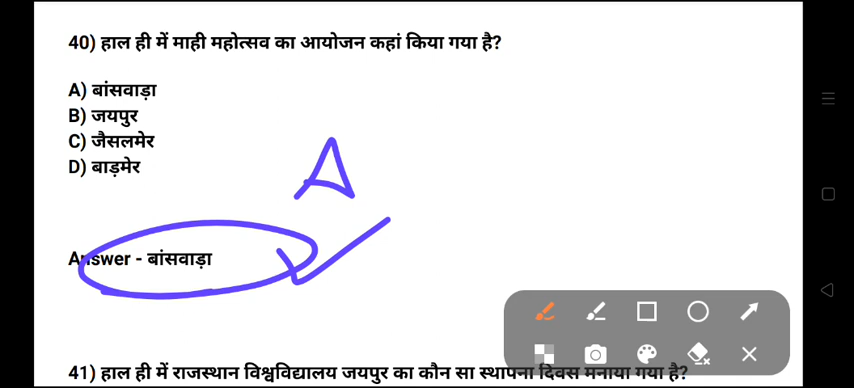 40) हाल ही में माही महोत्सव का आयोजन कहां किया गया है?
A) बांसवाड़ा
B) जयपुर
C) जैसलमेर
D) बाड़मेर
A
Answer - बांसवाड़ा
41) हाल ही में राजस्थान विश्वविद्यालय जयपुर का कौन सा स्थापना दिवस मनाया गया है?